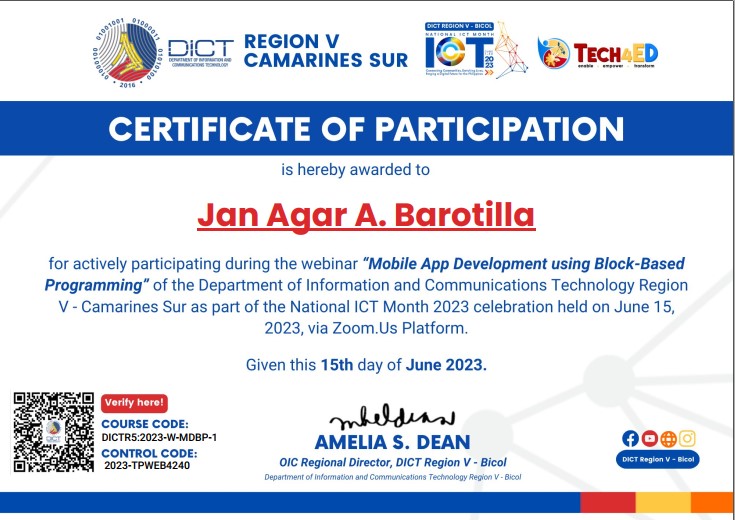 01001001 01000011 01010100
• 2016 •
DICT
DEPARTMENT OF INFORMATION AND
COMMUNICATIONS TECHNOLOGY
REGION V
CAMARINES SUR
DICT REGION V - BICOL
NATIONAL ICT MONTH
ICT
2023
Connecting Communities, Enriching Lives:
TECH4ED
enable • empower • transform
CERTIFICATE OF PARTICIPATION
is hereby awarded to
Jan Agar A. Barotilla
for actively participating during the webinar “Mobile App Development using Block-Based
Programming” of the Department of Information and Communications Technology Region
V - Camarines Sur as part of the National ICT Month 2023 celebration held on June 15,
2023, via Zoom.Us Platform.
Given this 15th day of June 2023.
Verify here!
COURSE CODE:
DICTR5:2023-W-MDBP-1
CONTROL CODE:
2023-TPWEB4240
DICT
AMELIA S. DEAN
OIC Regional Director, DICT Region V - Bicol
Department of Information and Communications Technology Region V - Bicol
DICT Region V - Bicol